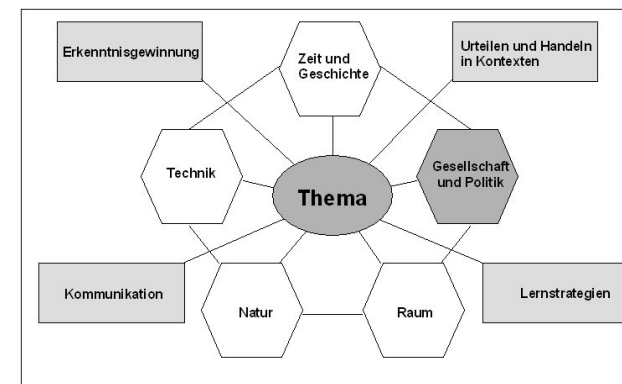 Erkenntnisgewinnung
Zeit und
Geschichte
Urteilen und Handeln
in Kontexten
Technik
Thema
Gesellschaft
und Politik
Kommunikation
Natur
Raum
Lernstrategien